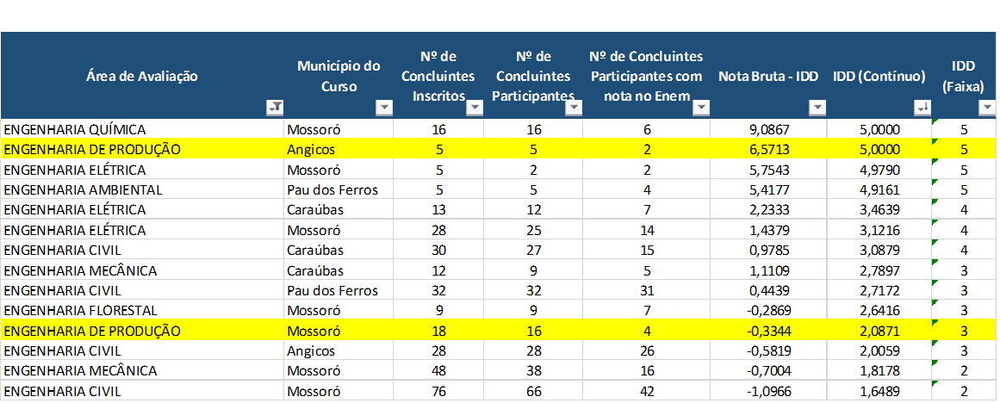 Área de Avaliação Município do Curso Nº de Concluintes Inscritos Nº de Concluintes Participantes Nº de Concluintes Participantes com nota no Enem Nota Bruta - IDD IDD (Contínuo) IDD (Faixa)
ENGENHARIA QUÍMICA Mossoró 16 16 6 9,0867 5,0000 5
ENGENHARIA DE PRODUÇÃO Angicos 5 5 2 6,5713 5,0000 5
ENGENHARIA ELÉTRICA Mossoró 5 2 2 5,7543 4,9790 5
ENGENHARIA AMBIENTAL Pau dos Ferros 5 5 4 5,4177 4,9161 5
ENGENHARIA ELÉTRICA Caraúbas 13 12 7 2,2333 3,4639 4
ENGENHARIA ELÉTRICA Mossoró 28 25 14 1,4379 3,1216 4
ENGENHARIA CIVIL Caraúbas 30 27 15 0,9785 3,0879 4
ENGENHARIA MECÂNICA Caraúbas 12 9 5 1,1109 2,7897 3
ENGENHARIA CIVIL Pau dos Ferros 32 32 31 0,4439 2,7172 3
ENGENHARIA FLORESTAL Mossoró 9 9 7 -0,2869 2,6416 3
ENGENHARIA DE PRODUÇÃO Mossoró 18 16 4 -0,3344 2,0871 3
ENGENHARIA CIVIL Angicos 28 28 26 -0,5819 2,0059 3
ENGENHARIA MECÂNICA Mossoró 48 38 16 -0,7004 1,8178 2
ENGENHARIA CIVIL Mossoró 76 66 42 -1,0966 1,6489 2